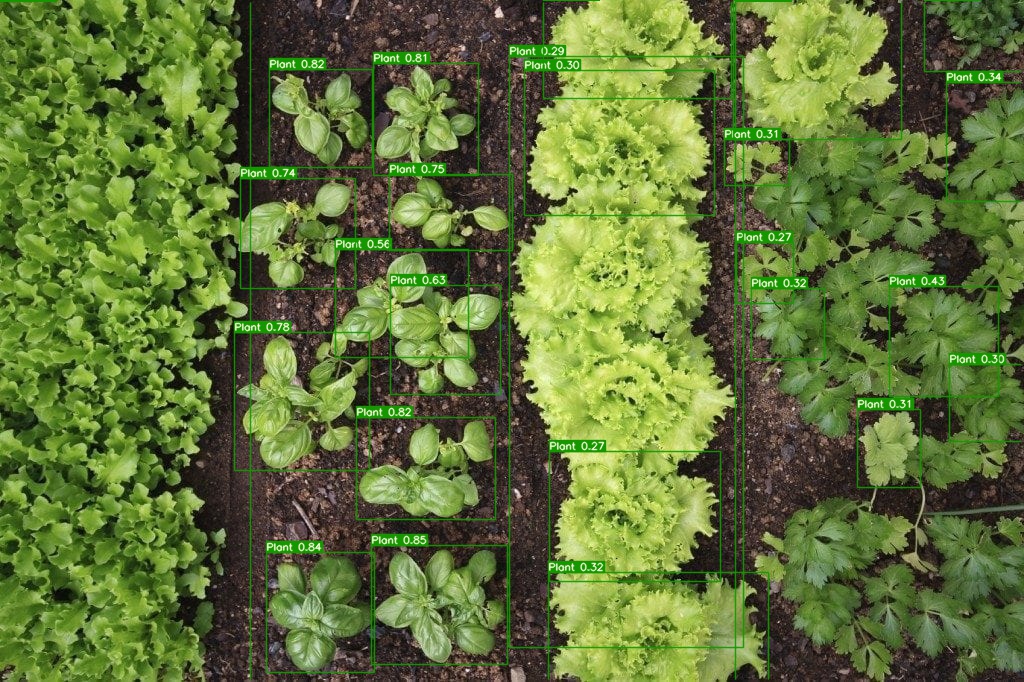 Plant 0.29
Plant 0.82
Plant 0.81
Plant 0.30
Plant 0.34
Plant 0.31
Plant 0.74
Plant 0.75
Plant 0.56
Plant 0.27
Plant 0.63
Plant 0.32
Plant 0.43
Plant 0.78
Plant 0.30
Plant 0.82
Plant 0.31
Plant 0.27
Plant 0.84
Plant 0.85
Plant 0.32